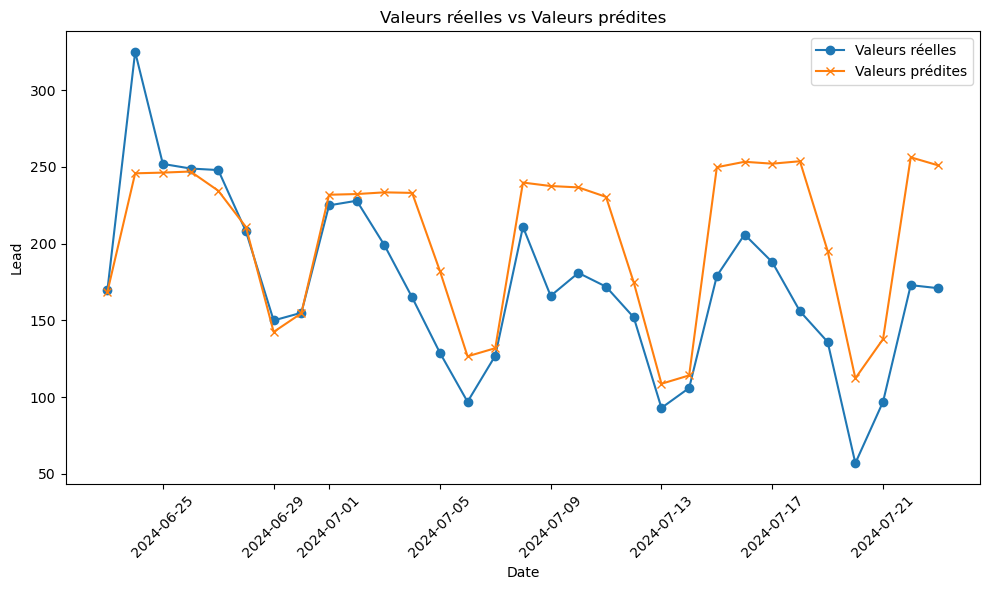 Valeurs réelles vs Valeurs prédites
Valeurs réelles
Valeurs prédites
Lead
300
250
200
150
100
50
2024-06-25
2024-06-29
2024-07-01
2024-07-05
2024-07-09
2024-07-13
2024-07-17
2024-07-21
Date